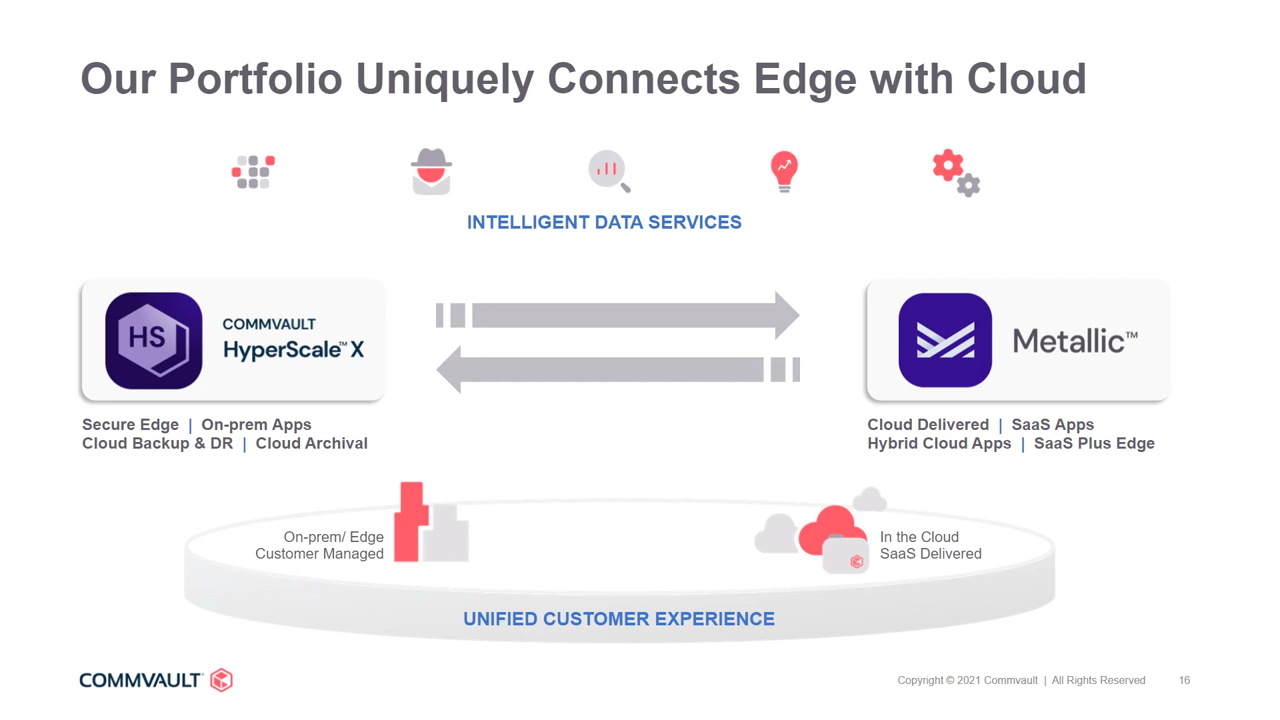 Our Portfolio Uniquely Connects Edge with Cloud
INTELLIGENT DATA SERVICES
HS
COMMVAULT
HyperScale™ X
Metallic™
Secure Edge | On-prem Apps
Cloud Backup & DR | Cloud Archival
Cloud Delivered | SaaS Apps
Hybrid Cloud Apps | SaaS Plus Edge
On-prem/ Edge
Customer Managed
In the Cloud
SaaS Delivered
UNIFIED CUSTOMER EXPERIENCE
COMMVAULT
Copyright © 2021 Commvault | All Rights Reserved
16